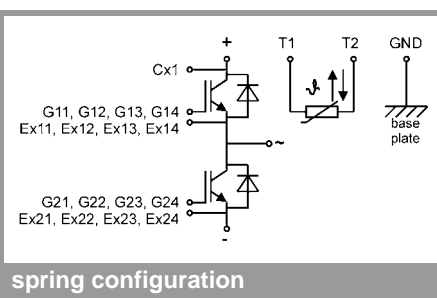 + T1 T2 GND
Cx1
ϑ
G11, G12, G13, G14
Ex11, Ex12, Ex13, Ex14
base
plate
~
G21, G22, G23, G24
Ex21, Ex22, Ex23, Ex24
-
spring configuration